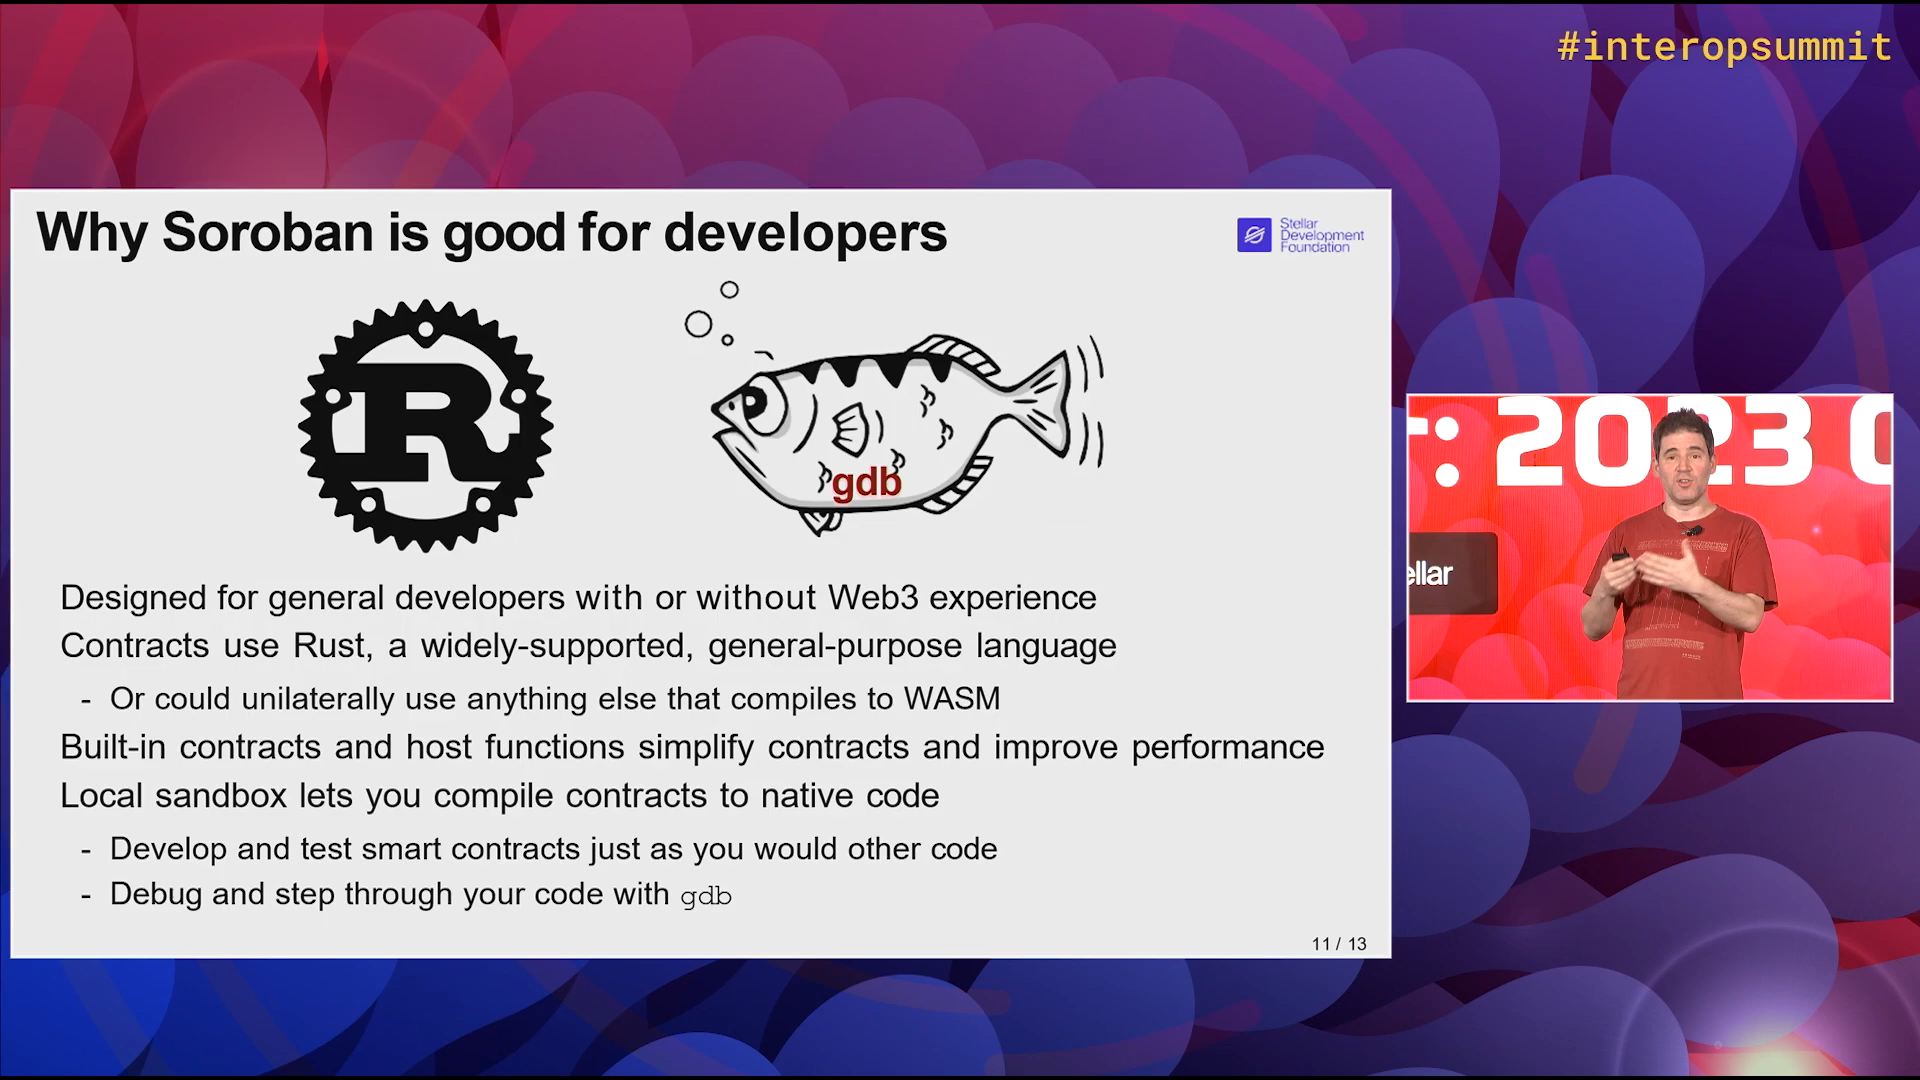 #interopsummit
Why Soroban is good for developers
Stellar
Development
Foundation
R
gdb
Designed for general developers with or without Web3 experience
Contracts use Rust, a widely-supported, general-purpose language
- Or could unilaterally use anything else that compiles to WASM
Built-in contracts and host functions simplify contracts and improve performance
Local sandbox lets you compile contracts to native code
- Develop and test smart contracts just as you would other code
- Debug and step through your code with gdb
11 / 13
: 2023
ellar